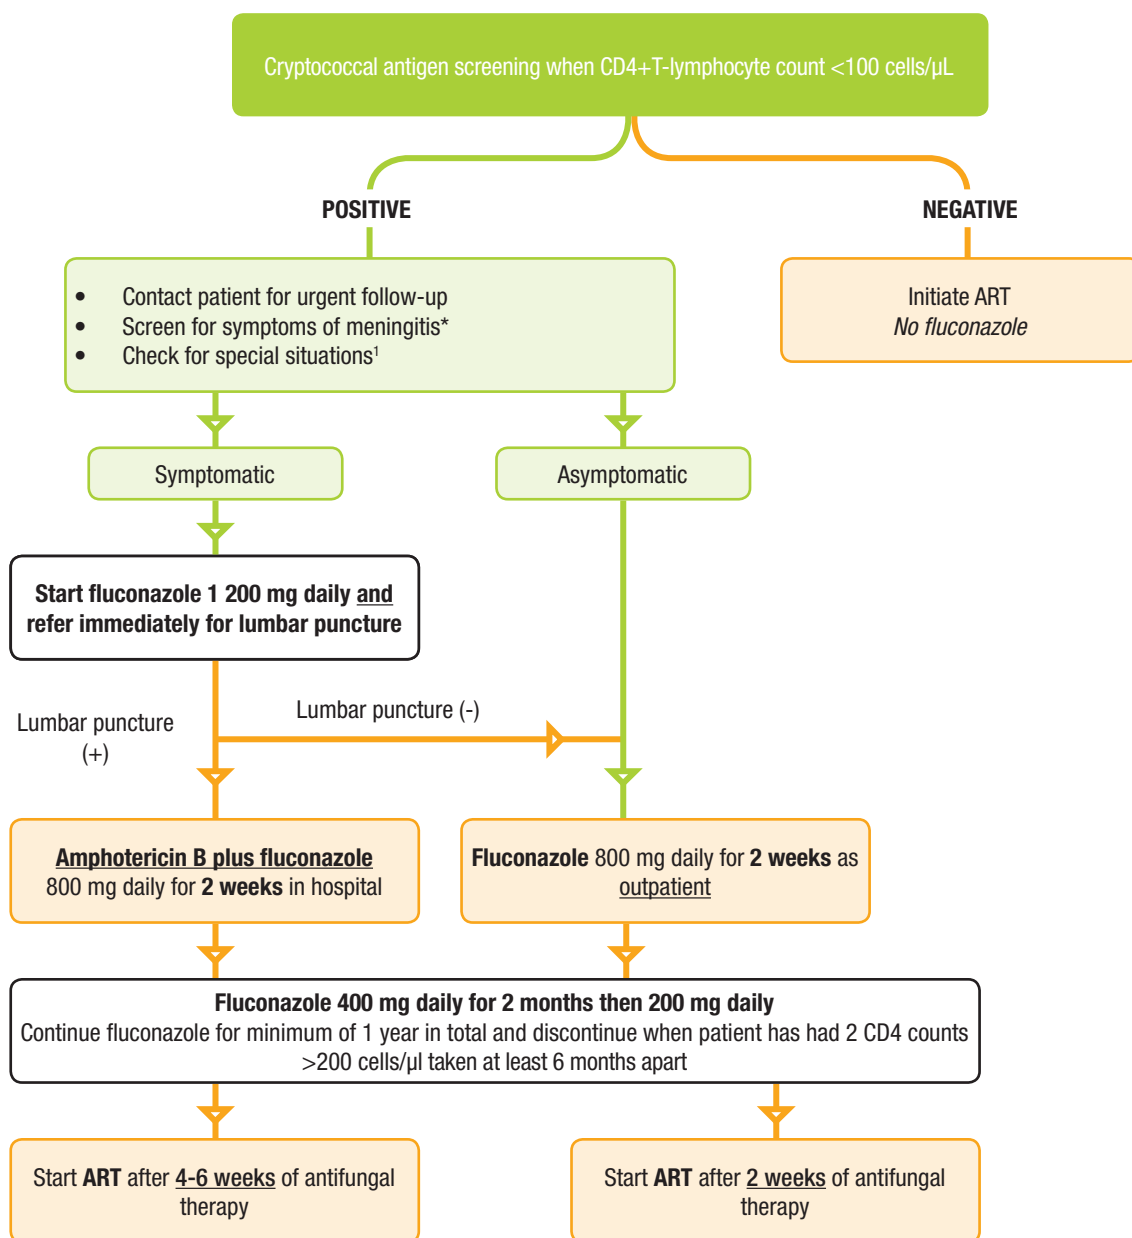 Cryptococcal antigen screening when CD4+T-lymphocyte count <100 cells/µL
POSITIVE
NEGATIVE
• Contact patient for urgent follow-up
• Screen for symptoms of meningitis*
• Check for special situations¹
Initiate ART
No fluconazole
Symptomatic
Asymptomatic
Start fluconazole 1 200 mg daily and
refer immediately for lumbar puncture
Lumbar puncture
(+)
Lumbar puncture (-)
Amphotericin B plus fluconazole
800 mg daily for 2 weeks in hospital
Fluconazole 800 mg daily for 2 weeks as
outpatient
Fluconazole 400 mg daily for 2 months then 200 mg daily
Continue fluconazole for minimum of 1 year in total and discontinue when patient has had 2 CD4 counts
>200 cells/µl taken at least 6 months apart
Start ART after 4-6 weeks of antifungal
therapy
Start ART after 2 weeks of antifungal
therapy